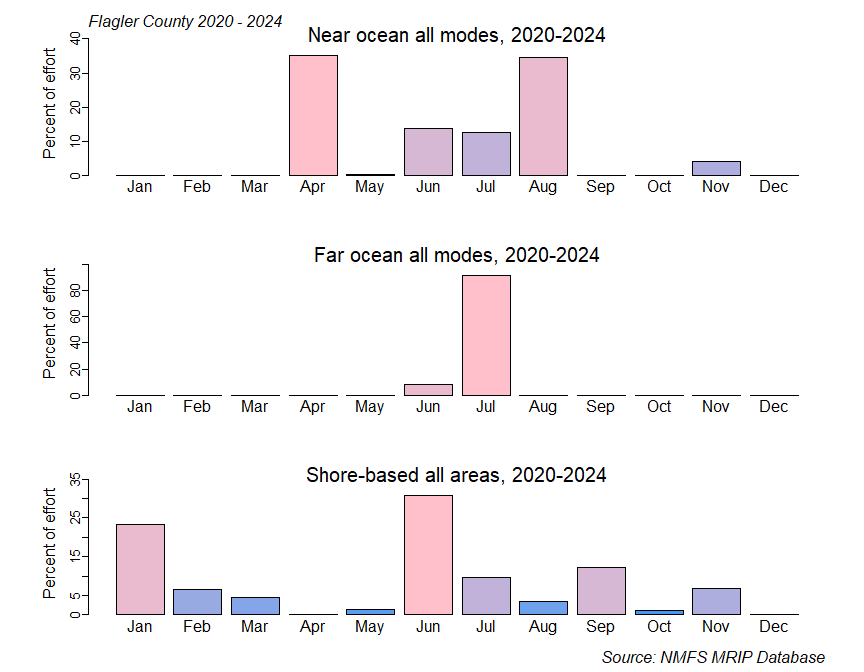 Flagler County 2020 - 2024
Near ocean all modes, 2020-2024
Percent of effort
0 10 20 30 40
Jan Feb Mar Apr May Jun Jul Aug Sep Oct Nov Dec
Far ocean all modes, 2020-2024
Percent of effort
0 20 40 60 80
Jan Feb Mar Apr May Jun Jul Aug Sep Oct Nov Dec
Shore-based all areas, 2020-2024
Percent of effort
0 5 15 25 35
Jan Feb Mar Apr May Jun Jul Aug Sep Oct Nov Dec
Source: NMFS MRIP Database